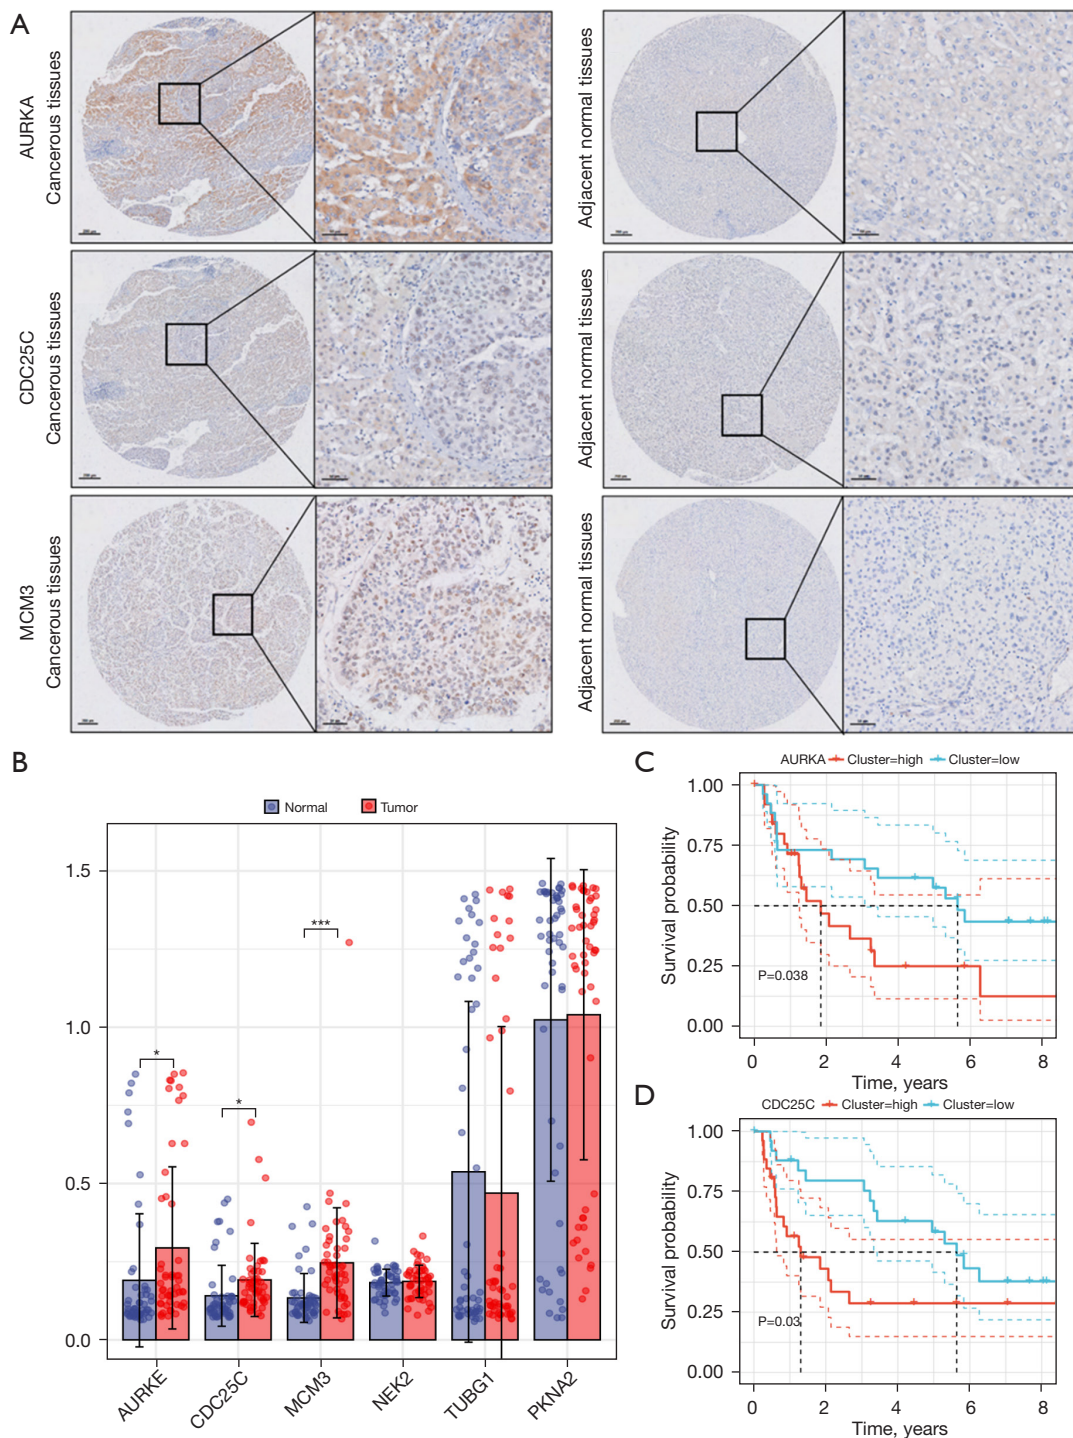 A
AURKA
Cancerous tissues
Adjacent normal tissues
CDC25C
Cancerous tissues
Adjacent normal tissues
MCM3
Cancerous tissues
Adjacent normal tissues
B
Normal
Tumor
1.5
1.0
0.5
0.0
*
*
***
AURKE
CDC25C
MCM3
NEK2
TUBG1
PKNA2
C
AURKA Cluster=high Cluster=low
Survival probability
1.00
0.75
0.50
0.25
0.00
P=0.038
0 2 4 6 8
Time, years
D
CDC25C Cluster=high Cluster=low
Survival probability
1.00
0.75
0.50
0.25
0.00
P=0.03
0 2 4 6 8
Time, years